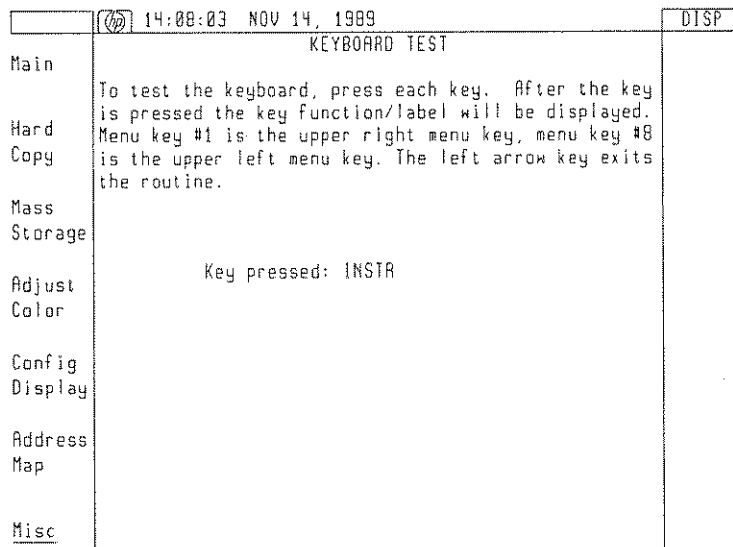 hp 14:08:03 NOV 14, 1989
DISP
KEYBOARD TEST
To test the keyboard, press each key. After the key
is pressed the key function/label will be displayed.
Menu key #1 is the upper right menu key, menu key #8
is the upper left menu key. The left arrow key exits
the routine.
Key pressed: INSTR
Main
Hard
Copy
Mass
Storage
Adjust
Color
Config
Display
Address
Map
Misc